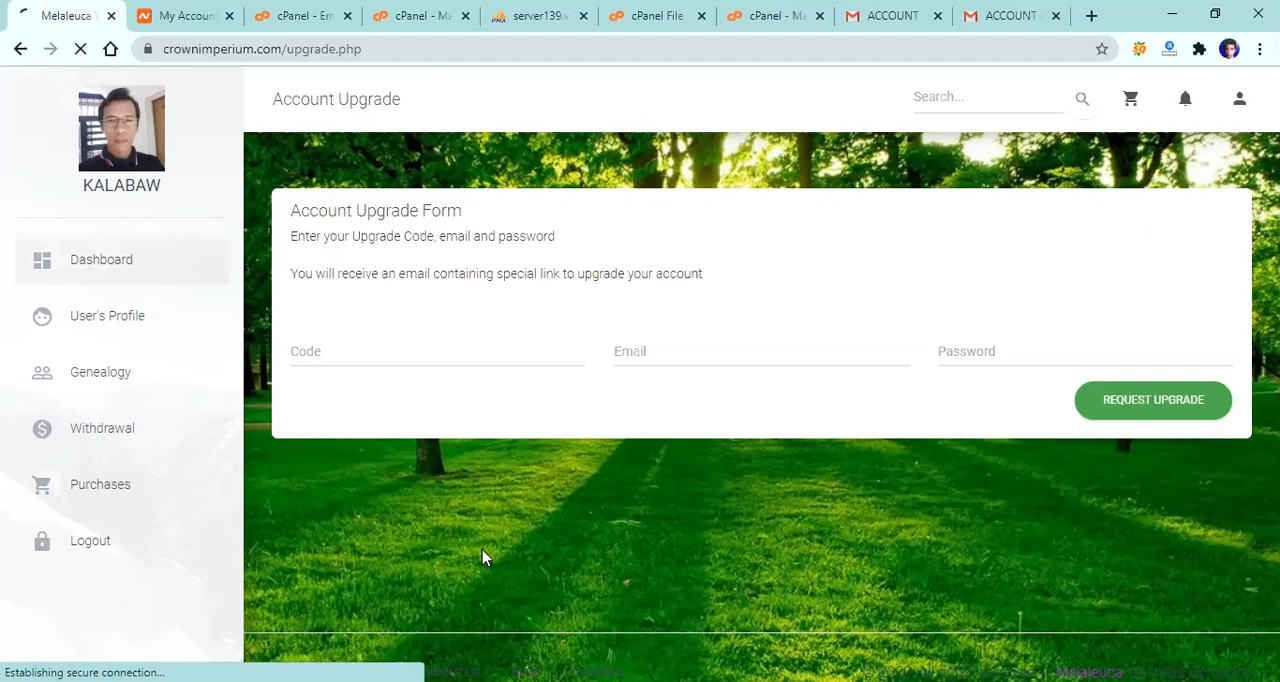 Melaleuca
My Accoun
cPanel - Em
cPanel - Ma
server139.
cPanel File
cPanel - Ma
ACCOUNT
ACCOUNT
crownimperium.com/upgrade.php
KALABAW
Account Upgrade
Search...
Dashboard
User's Profile
Genealogy
Withdrawal
Purchases
Logout
Account Upgrade Form
Enter your Upgrade Code, email and password
You will receive an email containing special link to upgrade your account
Code
Email
Password
REQUEST UPGRADE
Establishing secure connection...
Melaleuca